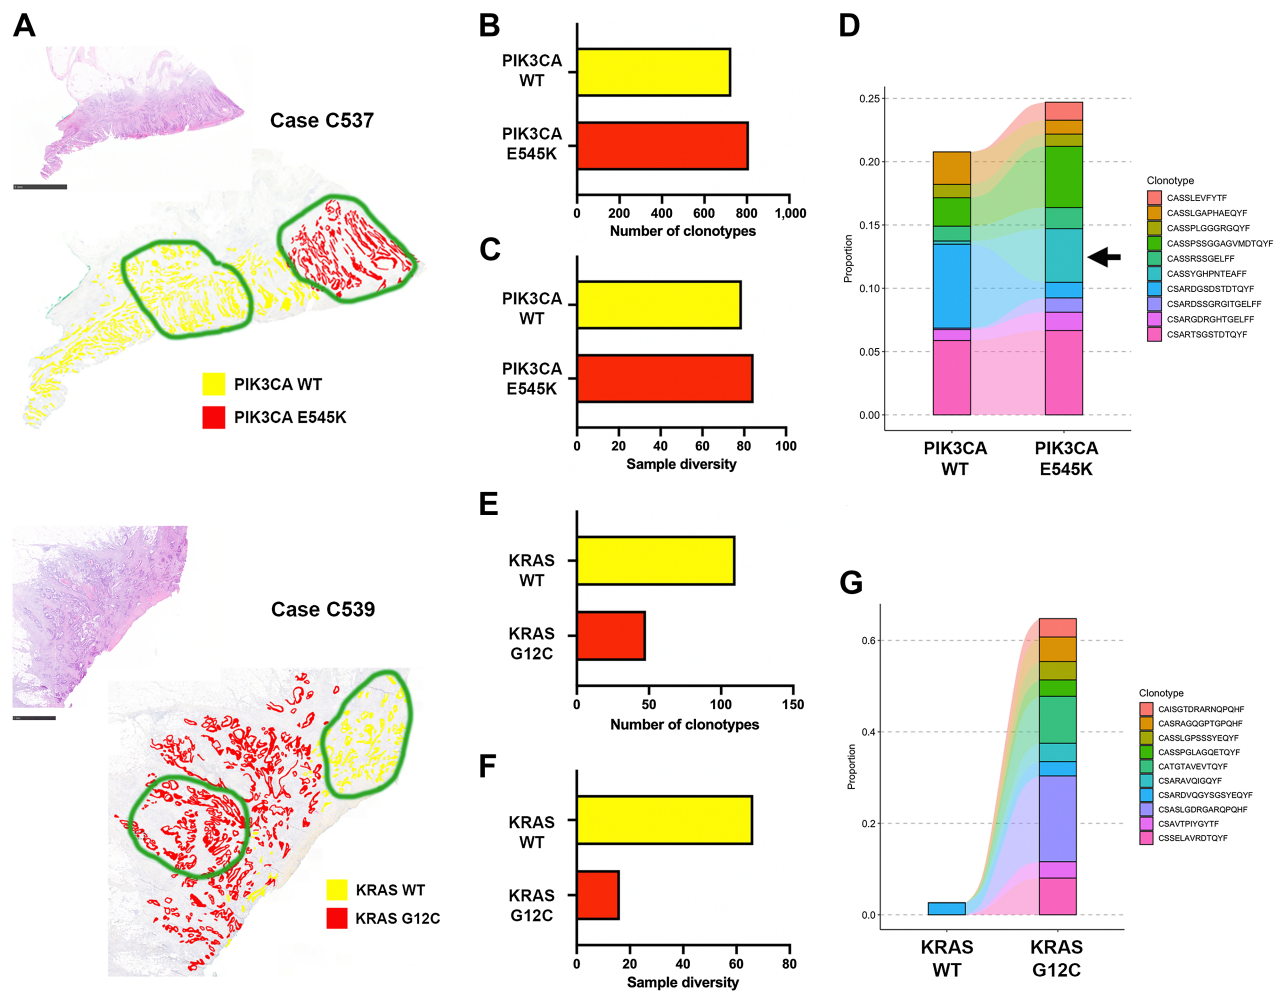 A
Case C537
PIK3CA WT
PIK3CA E545K
B
PIK3CA
WT
PIK3CA
E545K
0 200 400 600 800 1,000
Number of clonotypes
C
PIK3CA
WT
PIK3CA
E545K
0 20 40 60 80 100
Sample diversity
D
0.25
0.20
0.15
0.10
0.05
0.00
Proportion
PIK3CA
WT
PIK3CA
E545K
Clonotype
CASSLEVFYTF
CASSLGAPHAEQYF
CASSPLGGGRGQYF
CASSPSSGGAGVMDTQYF
CASSRSSGELFF
CASSYGHPNTEAFF
CSARDGSDSTDTQYF
CSARDSSGRGITGELFF
CSARGDRGHTGELFF
CSARTSGSTDTQYF
Case C539
KRAS WT
KRAS G12C
E
KRAS
WT
KRAS
G12C
0 50 100 150
Number of clonotypes
F
KRAS
WT
KRAS
G12C
0 20 40 60 80
Sample diversity
G
0.6
0.4
0.2
0.0
Proportion
KRAS
WT
KRAS
G12C
Clonotype
CAISGTDRARNQPQHF
CASRAGQGPTGPQHF
CASSLGPSSSYEQYF
CASSPGLAGQETQYF
CATGTAVEVTQYF
CSARAVQIGQYF
CSARDVQGYSGSYEQYF
CSASLGDRGARQPQHF
CSAVTPIYGYTF
CSSELAVRDTQYF